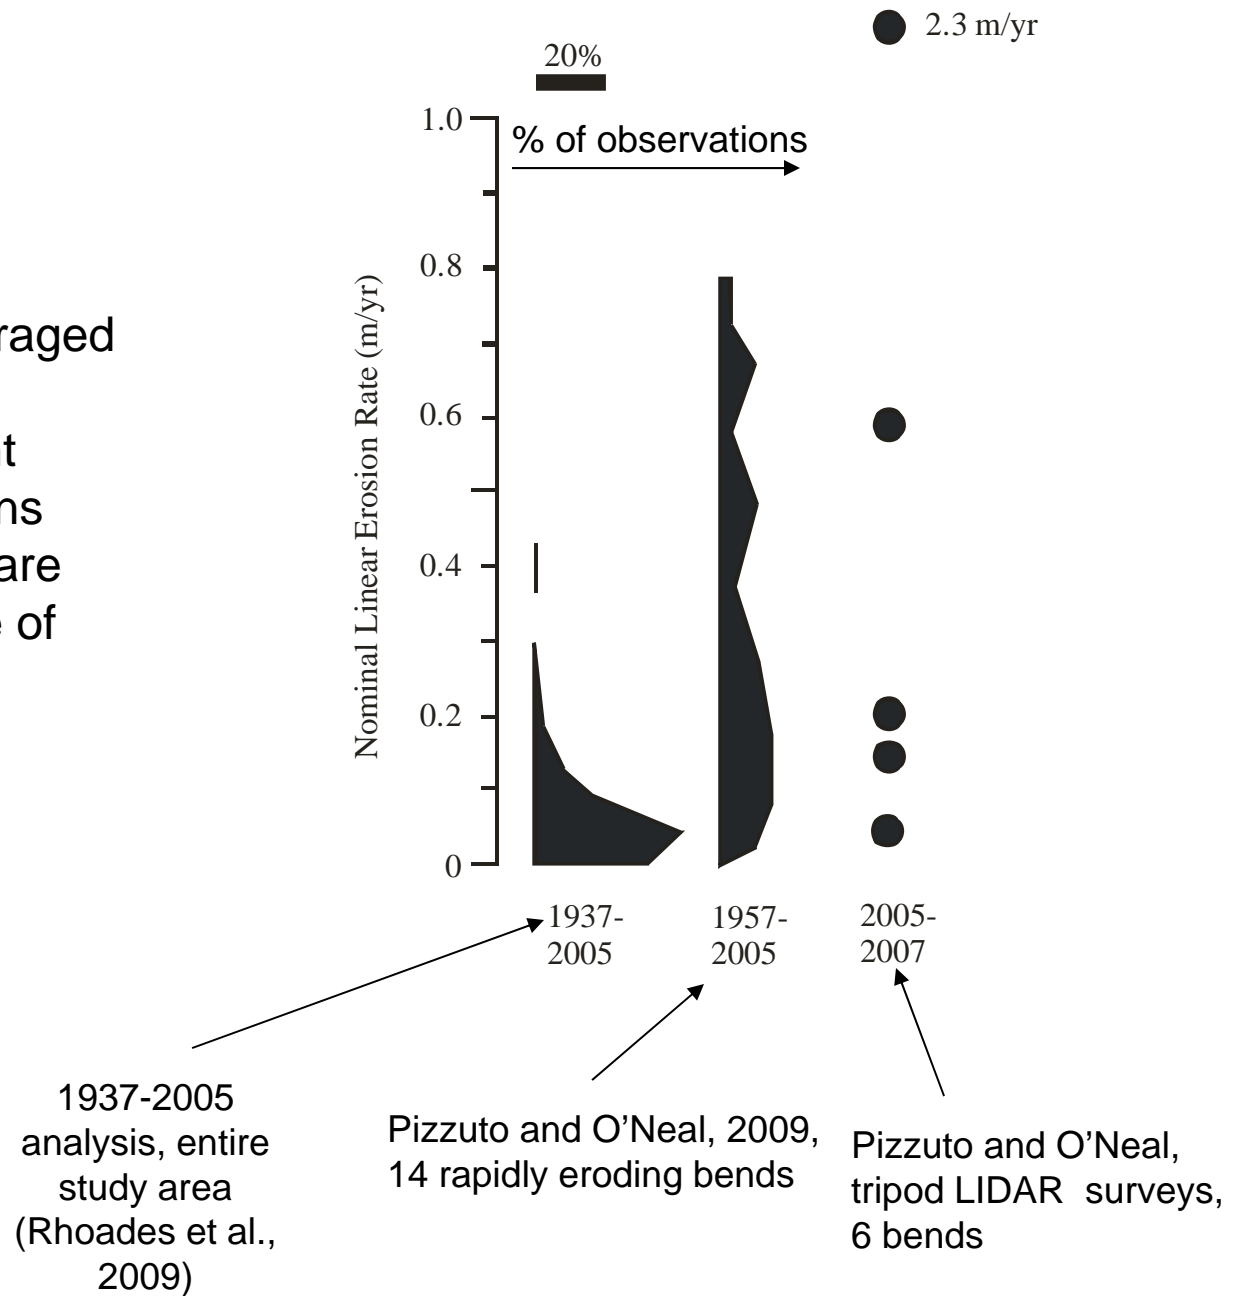 2.3 m/yr
20%
1.0
% of observations
0.8
0.6
0.4
0.2
0
Nominal Linear Erosion Rate (m/yr)
raged
t
ns
are
of
1937-
2005
1957-
2005
2005-
2007
1937-2005
analysis, entire
study area
(Rhoades et al.,
2009)
Pizzuto and O’Neal, 2009,
14 rapidly eroding bends
Pizzuto and O’Neal,
tripod LIDAR surveys,
6 bends